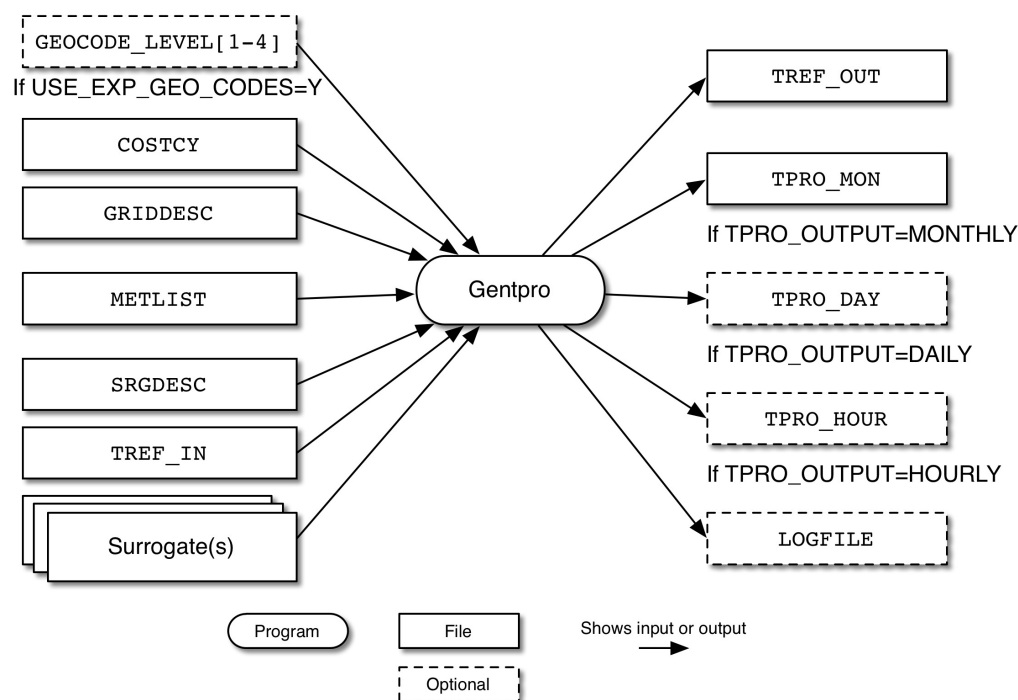 GEOCODE_LEVEL[1-4]
If USE_EXP_GEO_CODES=Y
COSTCY
GRIDDESC
METLIST
SRGDESC
TREF_IN
Surrogate(s)
Gentpro
TREF_OUT
TPRO_MON
If TPRO_OUTPUT=MONTHLY
TPRO_DAY
If TPRO_OUTPUT=DAILY
TPRO_HOUR
If TPRO_OUTPUT=HOURLY
LOGFILE
Program
File
Shows input or output
Optional